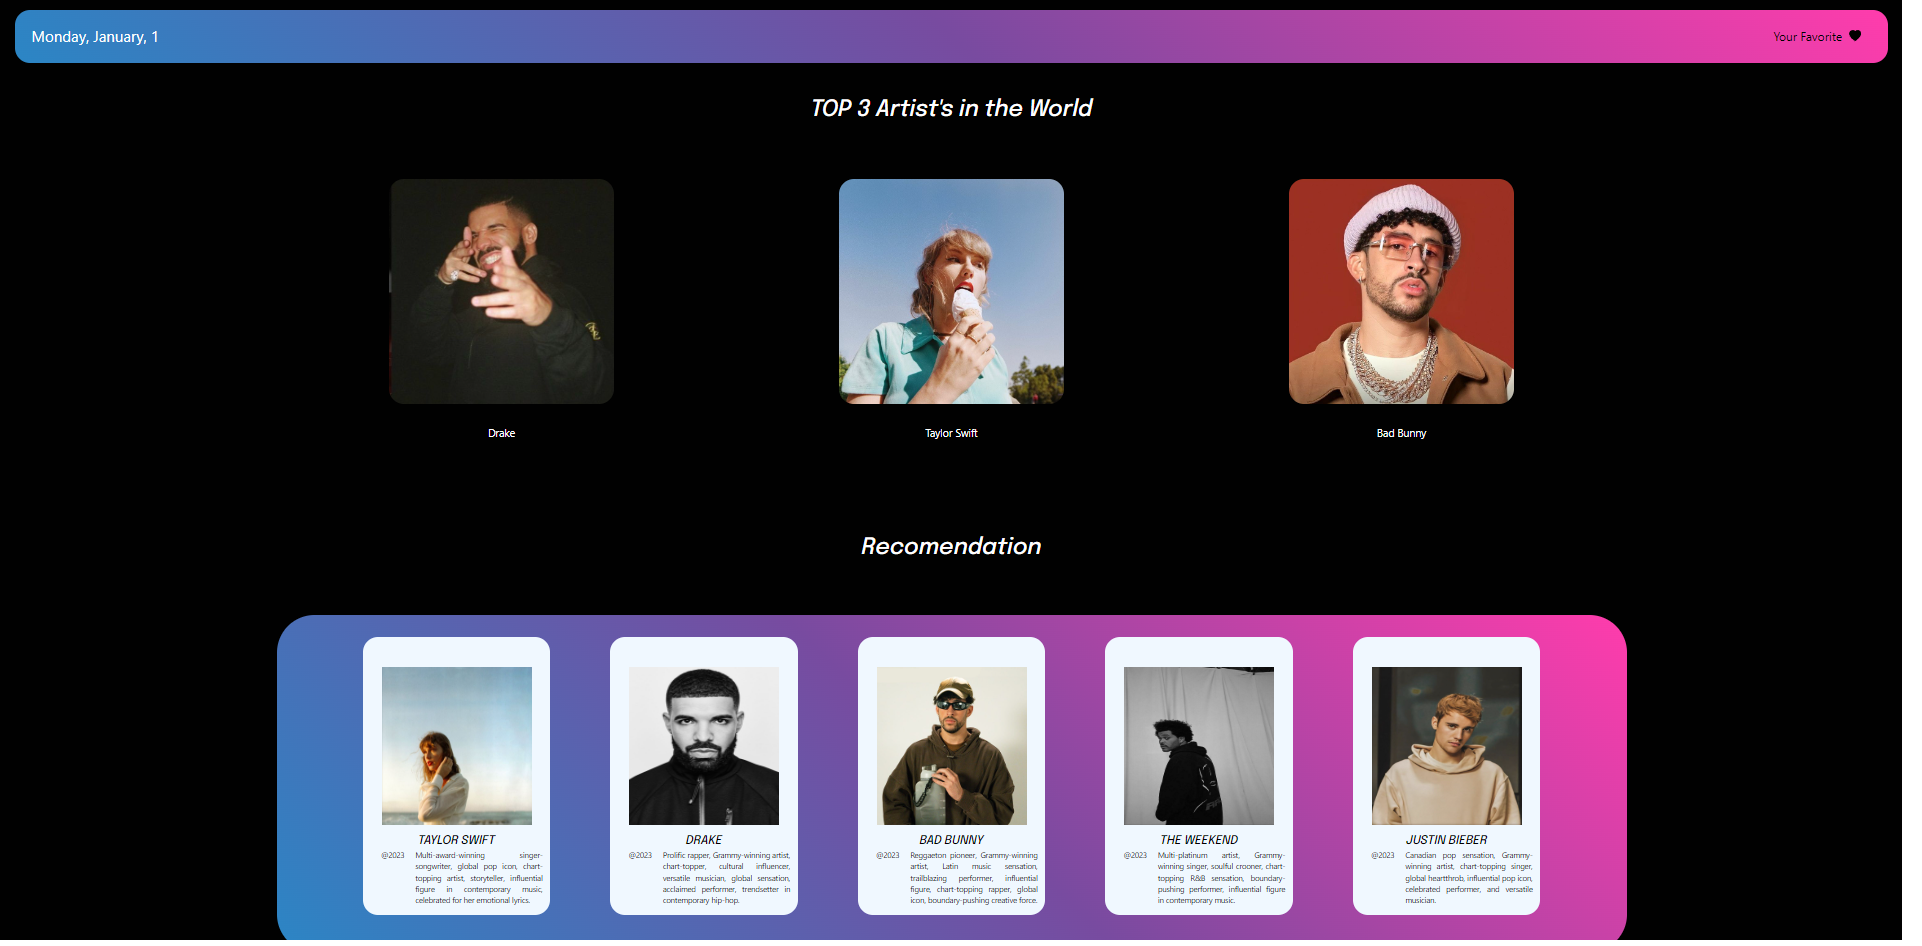 Monday, January, 1
Your Favorite
TOP 3 Artist's in the World
Drake
Taylor Swift
Bad Bunny
Recomendation
TAYLOR SWIFT
@2023
Multi-award-winning singer-
songwriter, global pop icon, chart-
topping artist, storyteller, influential
figure in contemporary music,
celebrated for her emotional lyrics.
DRAKE
@2023
Prolific rapper, Grammy-winning artist,
chart-topper, cultural influencer,
versatile musician, global sensation,
acclaimed performer, trendsetter in
contemporary hip-hop.
BAD BUNNY
@2023
Reggaeton pioneer, Grammy-winning
artist, Latin music sensation,
trailblazing performer, influential
figure, chart-topping rapper, global
icon, boundary-pushing creative force.
THE WEEKEND
@2023
Multi-platinum artist, Grammy-
winning singer, soulful crooner, chart-
topping R&B sensation, boundary-
pushing performer, influential figure
in contemporary music.
JUSTIN BIEBER
@2023
Canadian pop sensation, Grammy-
winning artist, chart-topping singer,
global heartthrob, influential pop icon,
celebrated performer, and versatile
musician.